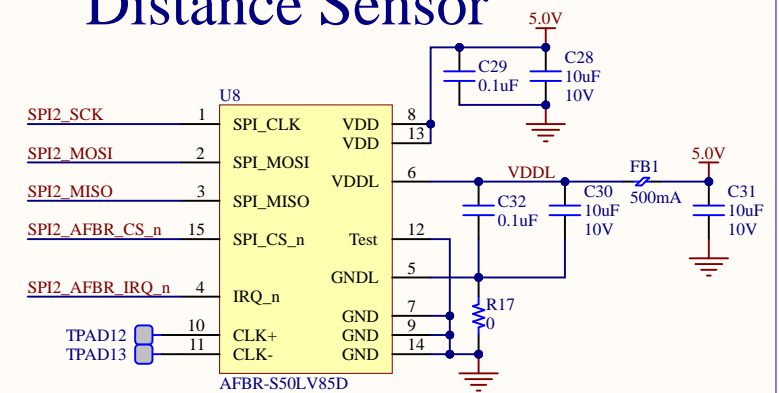 Distance Sensor
5.0V
C29
0.1uF
C28
10uF
10V
U8
SPI2_SCK 1 SPI_CLK VDD 8
VDD 13
SPI2_MOSI 2 SPI_MOSI
VDDL 6 VDDL FB1 500mA 5.0V
SPI2_MISO 3 SPI_MISO
C32
0.1uF
C30
10uF
10V
C31
10uF
10V
SPI2_AFBR_CS_n 15 SPI_CS_n Test 12
GNDL 5
SPI2_AFBR_IRQ_n 4 IRQ_n
R17
0
GND 7
TPAD12 10 CLK+ GND 9
TPAD13 11 CLK- GND 14
AFBR-S50LV85D